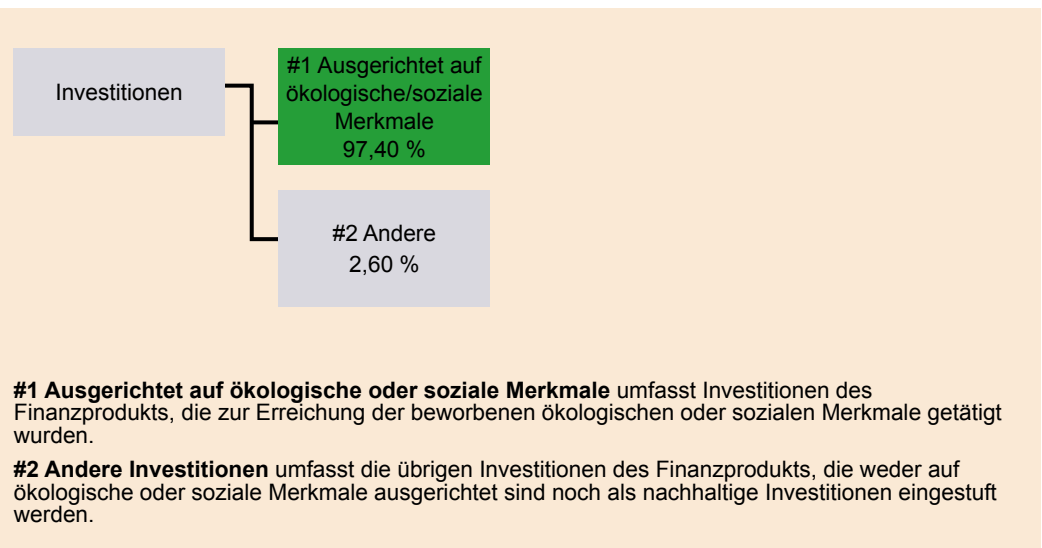 Investitionen
#1 Ausgerichtet auf
ökologische/soziale
Merkmale
97,40 %
#2 Andere
2,60 %
#1 Ausgerichtet auf ökologische oder soziale Merkmale umfasst Investitionen des
Finanzprodukts, die zur Erreichung der beworbenen ökologischen oder sozialen Merkmale getätigt
wurden.
#2 Andere Investitionen umfasst die übrigen Investitionen des Finanzprodukts, die weder auf
ökologische oder soziale Merkmale ausgerichtet sind noch als nachhaltige Investitionen eingestuft
werden.